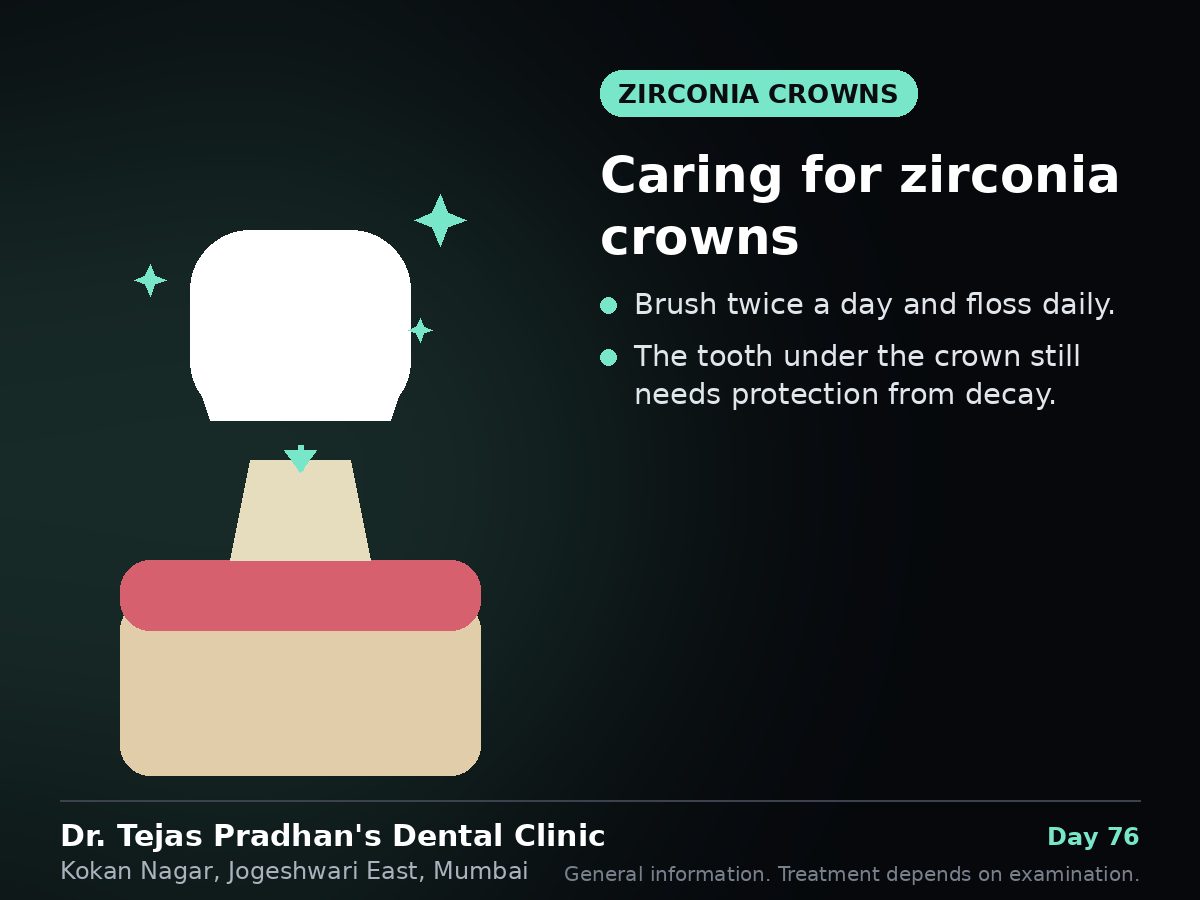 ZIRCONIA CROWNS
Caring for zirconia
crowns
Brush twice a day and floss daily.
The tooth under the crown still
needs protection from decay.
Dr. Tejas Pradhan's Dental Clinic
Day 76
Kokan Nagar, Jogeshwari East, Mumbai
General information. Treatment depends on examination.